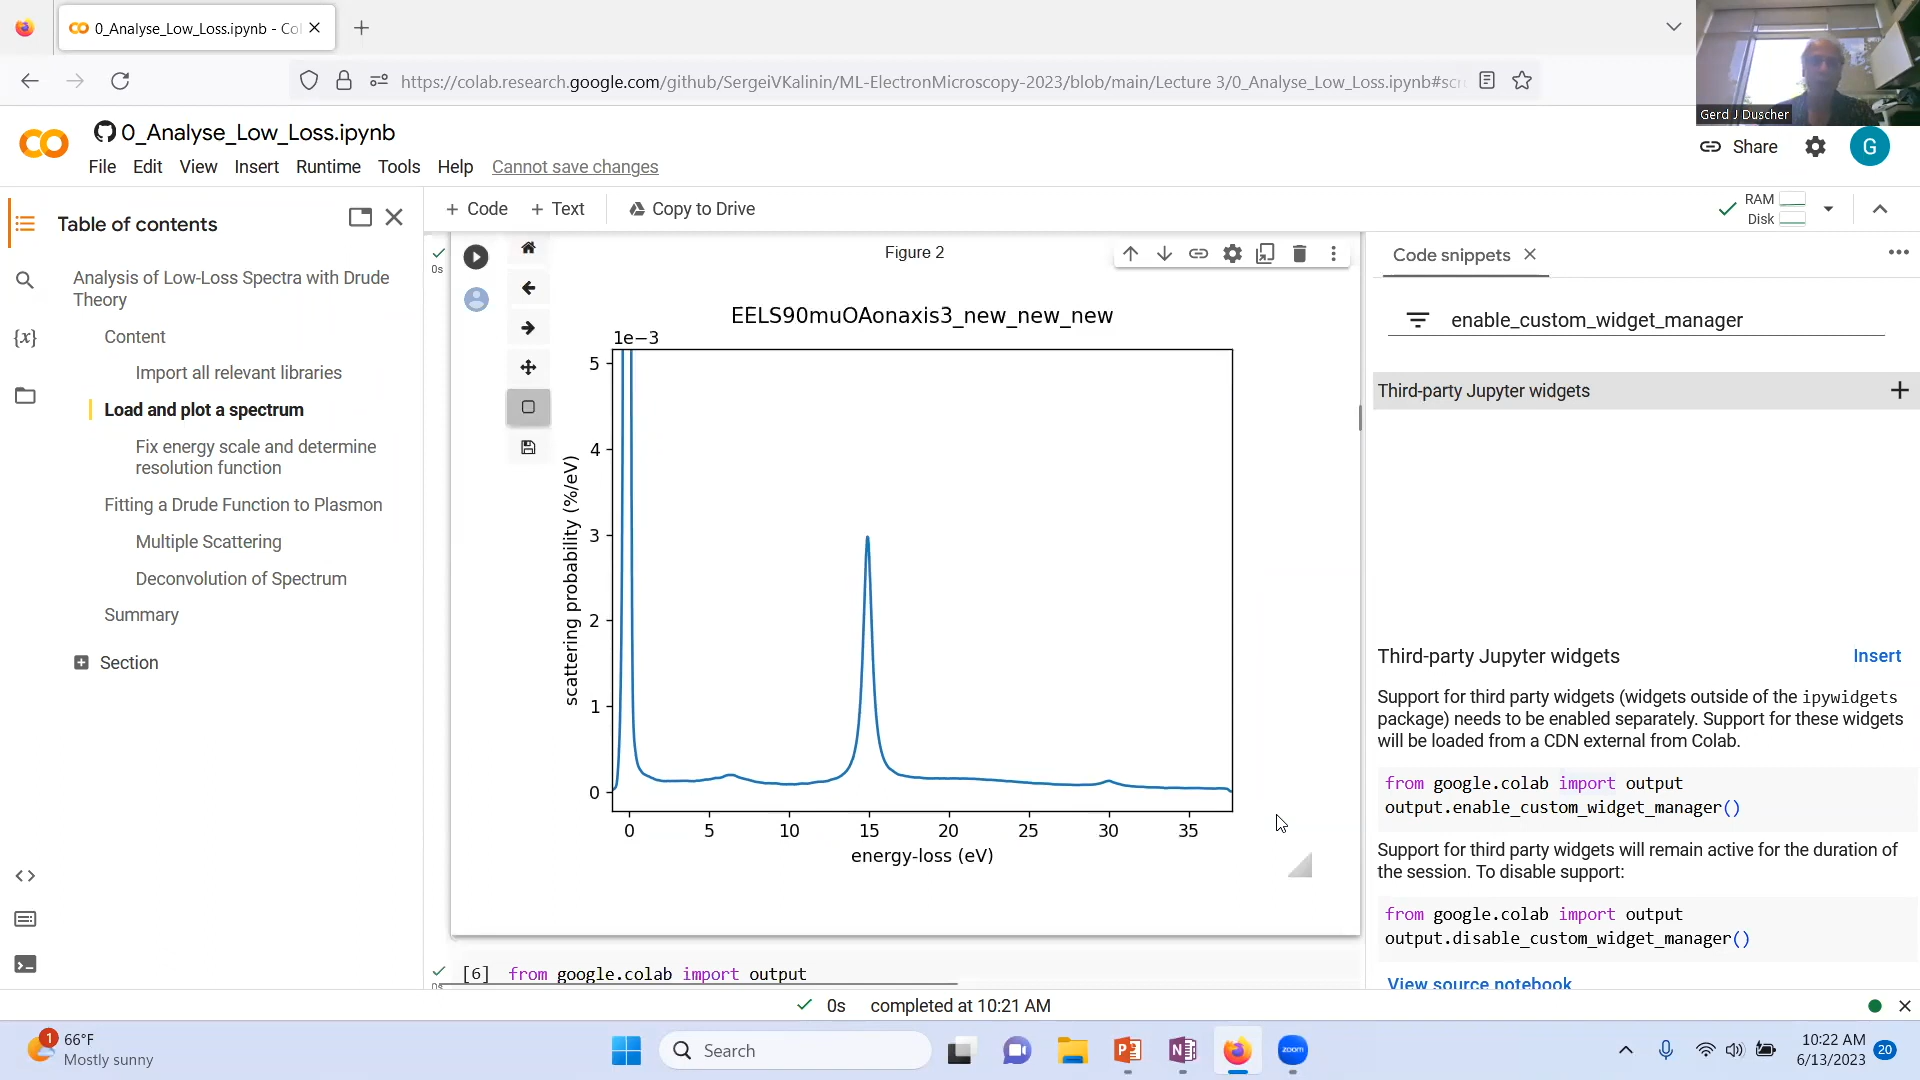 0_Analyse_Low_Loss.ipynb - Col
https://colab.research.google.com/github/SergeiVKalinin/ML-ElectronMicroscopy-2023/blob/main/Lecture 3/0_Analyse_Low_Loss.ipynb#scr
Gerd J Duscher
0_Analyse_Low_Loss.ipynb
File Edit View Insert Runtime Tools Help Cannot save changes
Share
G
Table of contents
+ Code + Text Copy to Drive
RAM
Disk
Analysis of Low-Loss Spectra with Drude
Theory
Content
Import all relevant libraries
Load and plot a spectrum
Fix energy scale and determine
resolution function
Fitting a Drude Function to Plasmon
Multiple Scattering
Deconvolution of Spectrum
Summary
Section
{x}
0s
Figure 2
EELS90muOAonaxis3_new_new_new
1e−3
5
4
3
2
1
0
scattering probability (%/eV)
0 5 10 15 20 25 30 35
energy-loss (eV)
[6] from google.colab import output
0s
Code snippets
enable_custom_widget_manager
Third-party Jupyter widgets
Third-party Jupyter widgets Insert
Support for third party widgets (widgets outside of the ipywidgets
package) needs to be enabled separately. Support for these widgets
will be loaded from a CDN external from Colab.
from google.colab import output
output.enable_custom_widget_manager()
Support for third party widgets will remain active for the duration of
the session. To disable support:
from google.colab import output
output.disable_custom_widget_manager()
View source notebook
0s completed at 10:21 AM
1
66°F
Mostly sunny
Search
zoom
10:22 AM
6/13/2023
20